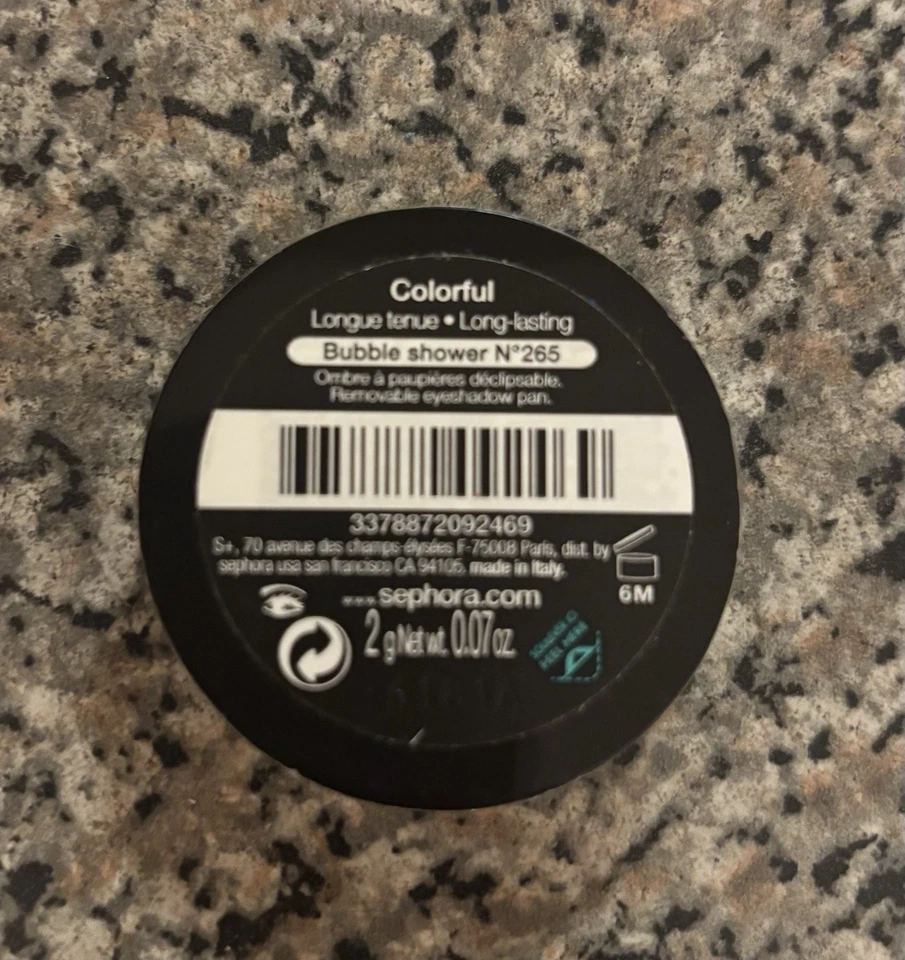 Colorful
Longue tenue • Long-lasting
Bubble shower N°265
Ombre à paupières déclipsable.
Removable eyeshadow pan.
3378872092469
S+, 70 avenue des champs-élysées F-75008 Paris, dist. by
sephora usa san francisco CA 94105. made in Italy.
6M
...sephora.com
2 g Net wt. 0.07 oz.
PEEL HERE